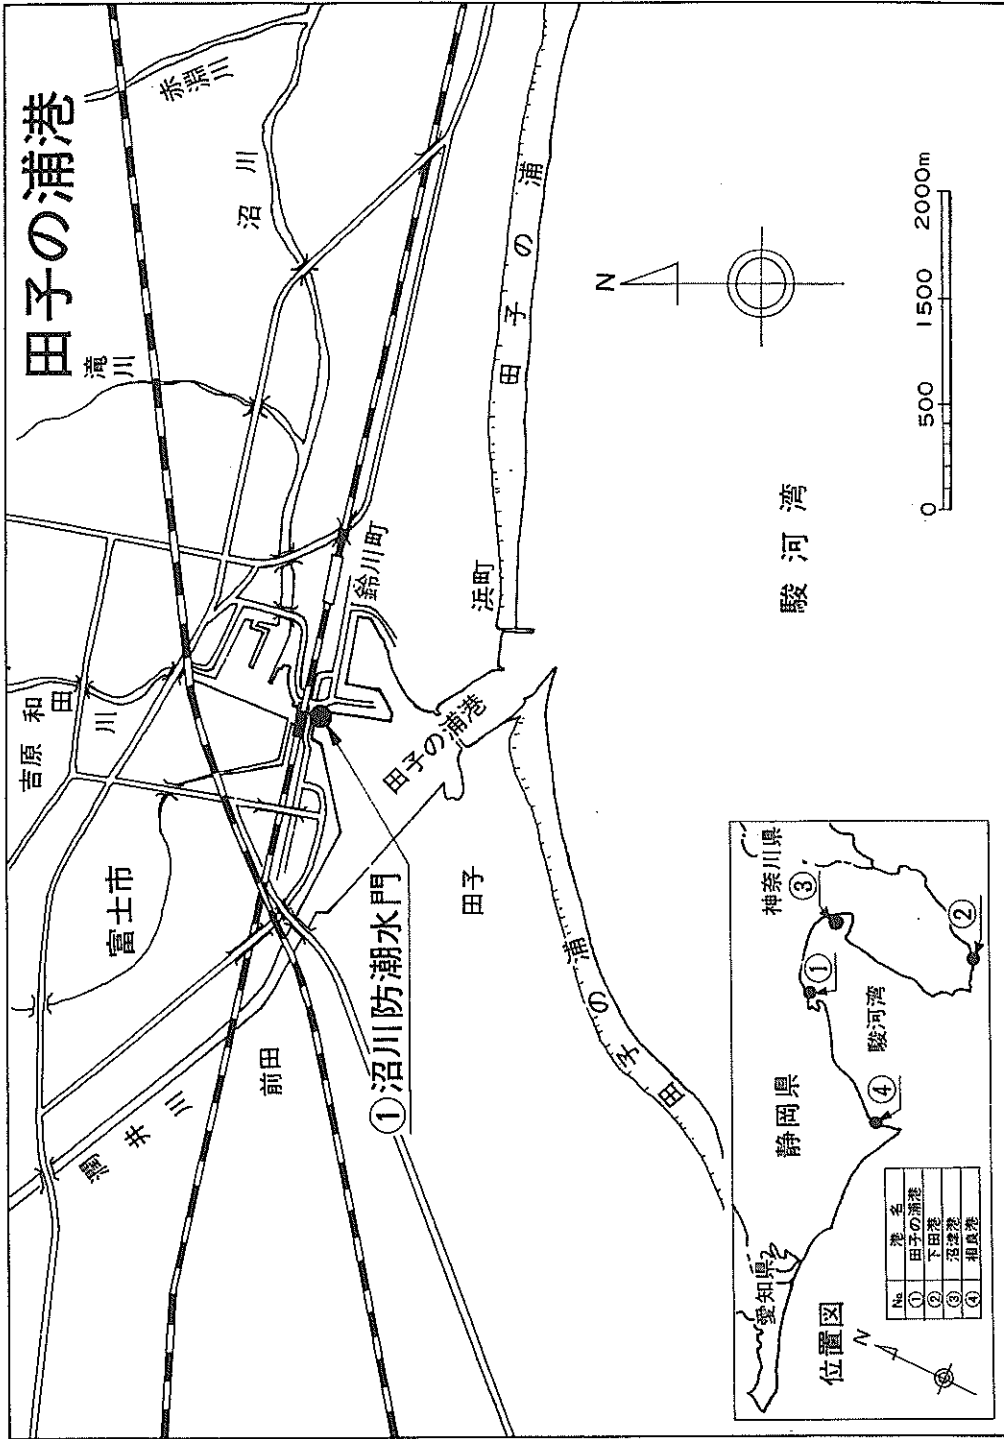 田子の浦港
赤淵川
沼川
滝川
吉原
和田川
富士市
潤井川
前田
鈴川町
田子の浦港
①沼川防潮水門
田子
浜町
田子の浦
田子の浦
駿河湾
N
0 500 1500 2000m
位置図
N
愛知県
静岡県
神奈川県
駿河湾
①
②
③
④
No. 港名
① 田子の浦港
② 下田港
③ 沼津港
④ 相良港